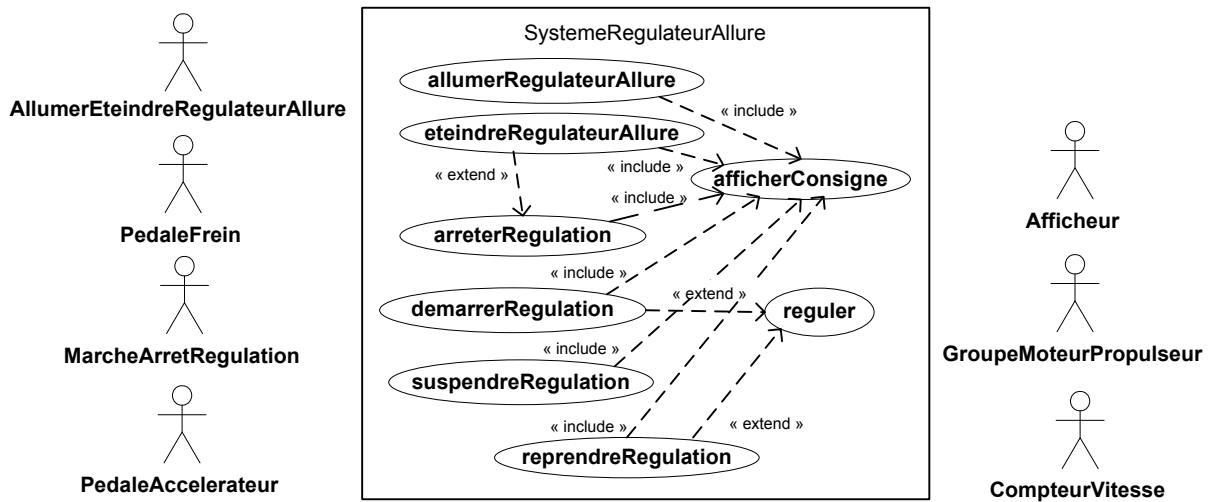 SystemeRegulateurAllure
allumerRegulateurAllure
AllumerEteindreRegulateurAllure
« include »
eteindreRegulateurAllure
« include »
« extend »
afficherConsigne
« include »
PedaleFrein
arreterRegulation
Afficheur
« include »
« extend »
demarrerRegulation
reguler
MarcheArretRegulation
« include »
GroupeMoteurPropulseur
suspendreRegulation
« include »
« extend »
reprendreRegulation
PedaleAccelerateur
CompteurVitesse